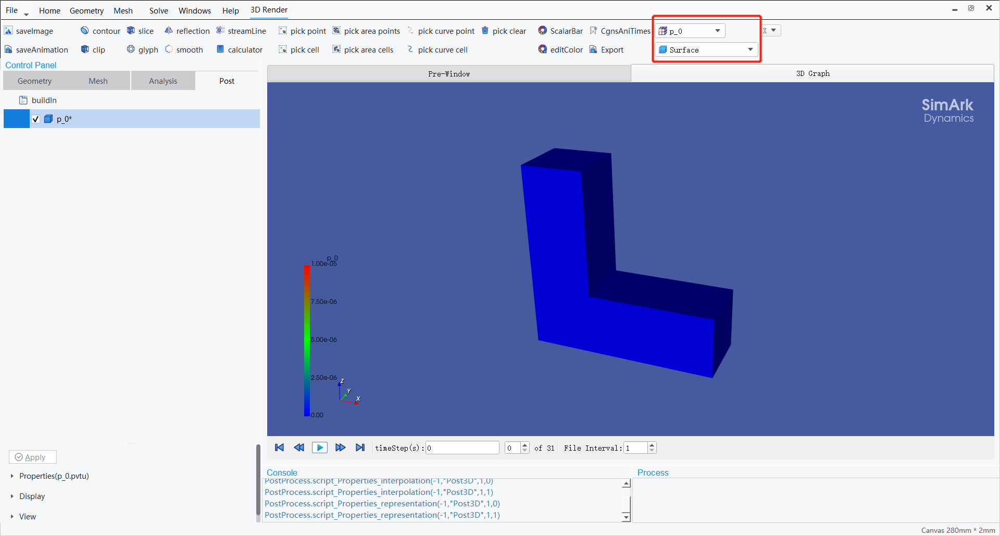 File Home Geometry Mesh Solve Windows Help 3D Render
saveImage contour slice reflection streamLine pick point pick area points pick curve point pick clear ScalarBar CgnsAniTimes p_0 X
saveAnimation clip glyph smooth calculator pick cell pick area cells pick curve cell editColor Export Surface
Control Panel
Geometry Mesh Analysis Post
buildIn
p_0*
Pre-Window 3D Graph
SimArk
Dynamics
p_0
1.00e-05
7.50e-06
5.00e-06
2.50e-06
0.00
Z
Y
X
timeStep(s): 0 0 of 31 File Interval: 1
Apply
Properties(p_0.pvtu)
Display
View
Console
PostProcess.script_Properties_interpolation(-1,"Post3D",1,0)
PostProcess.script_Properties_interpolation(-1,"Post3D",1,1)
PostProcess.script_Properties_representation(-1,"Post3D",1,0)
PostProcess.script_Properties_representation(-1,"Post3D",1,1)
Process
Canvas 280mm * 2mm